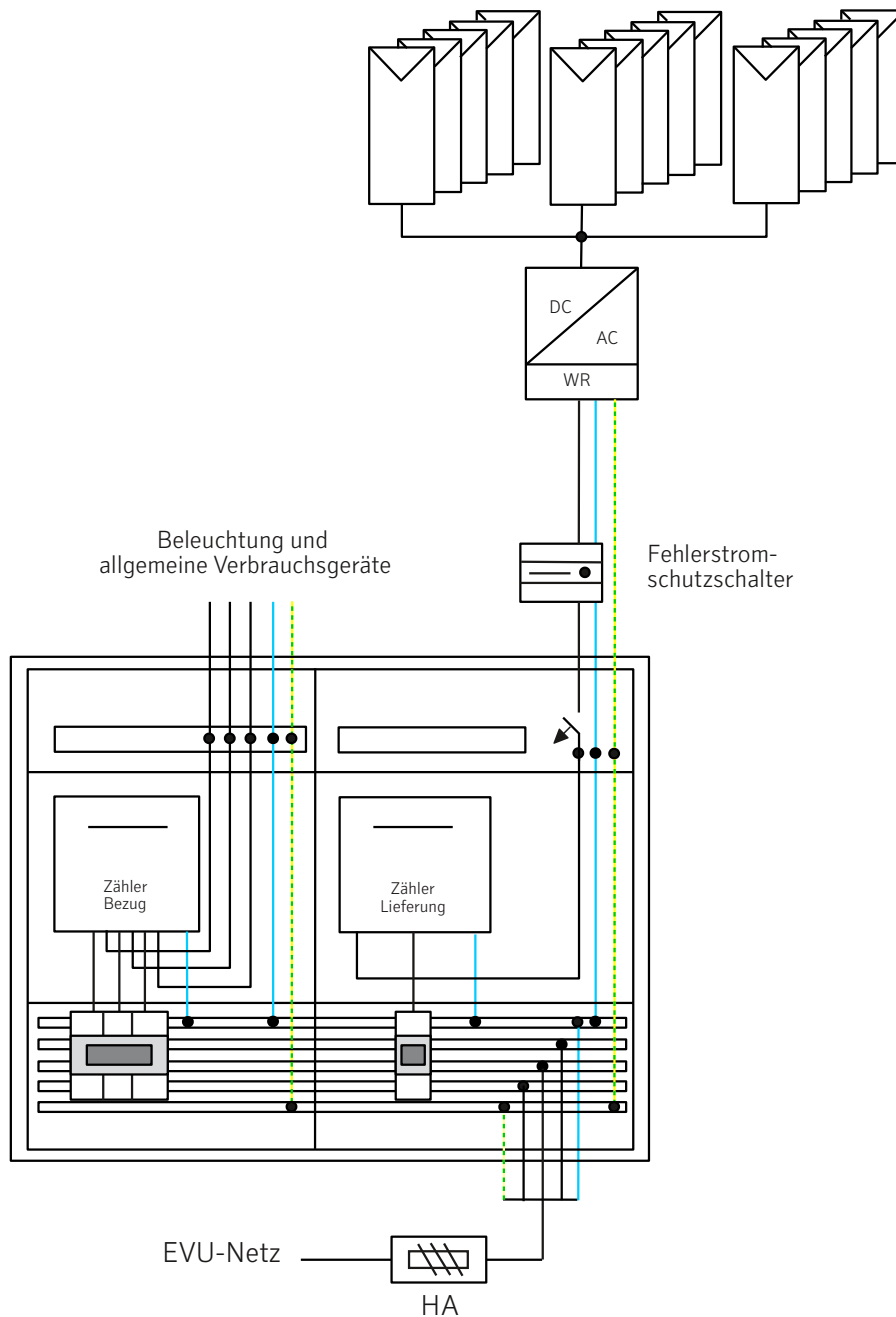 DC
AC
WR
Beleuchtung und
allgemeine Verbrauchsgeräte
Fehlerstrom-
schutzschalter
Zähler
Bezug
Zähler
Lieferung
EVU-Netz
HA